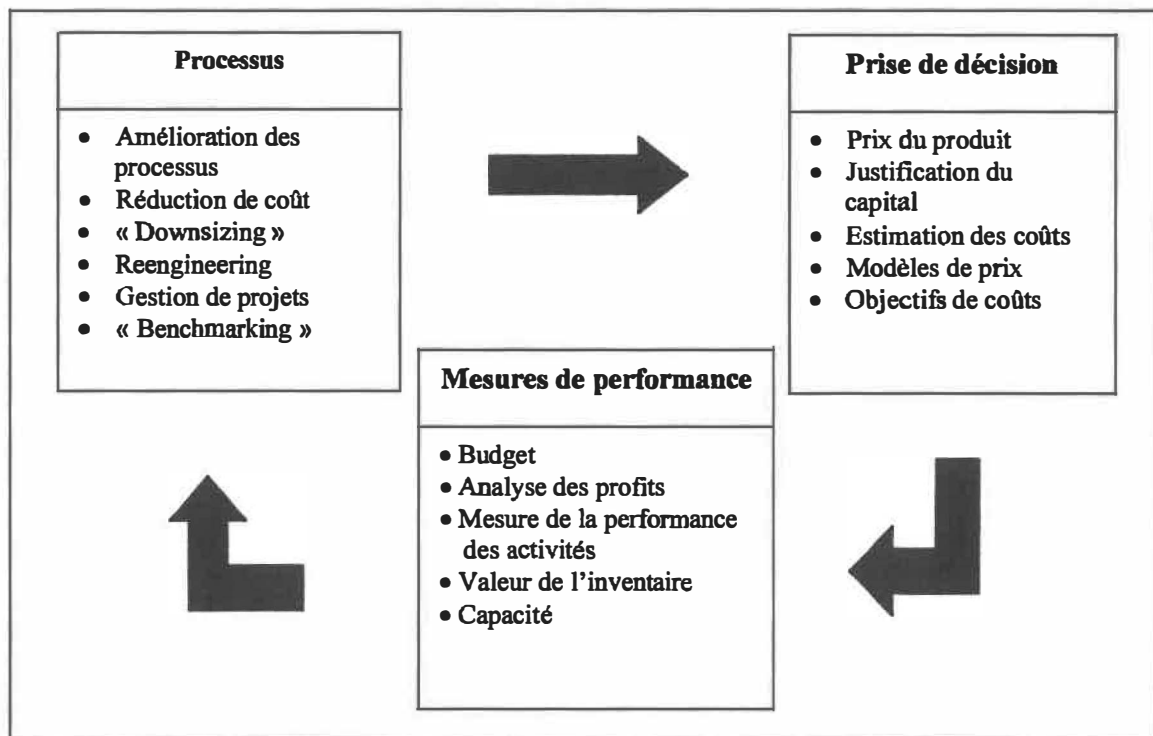 Processus
• Amélioration des
processus
• Réduction de coût
• « Downsizing »
• Reengineering
• Gestion de projets
• « Benchmarking »
Prise de décision
• Prix du produit
• Justification du
capital
• Estimation des coûts
• Modèles de prix
• Objectifs de coûts
Mesures de performance
• Budget
• Analyse des profits
• Mesure de la performance
des activités
• Valeur de l'inventaire
• Capacité